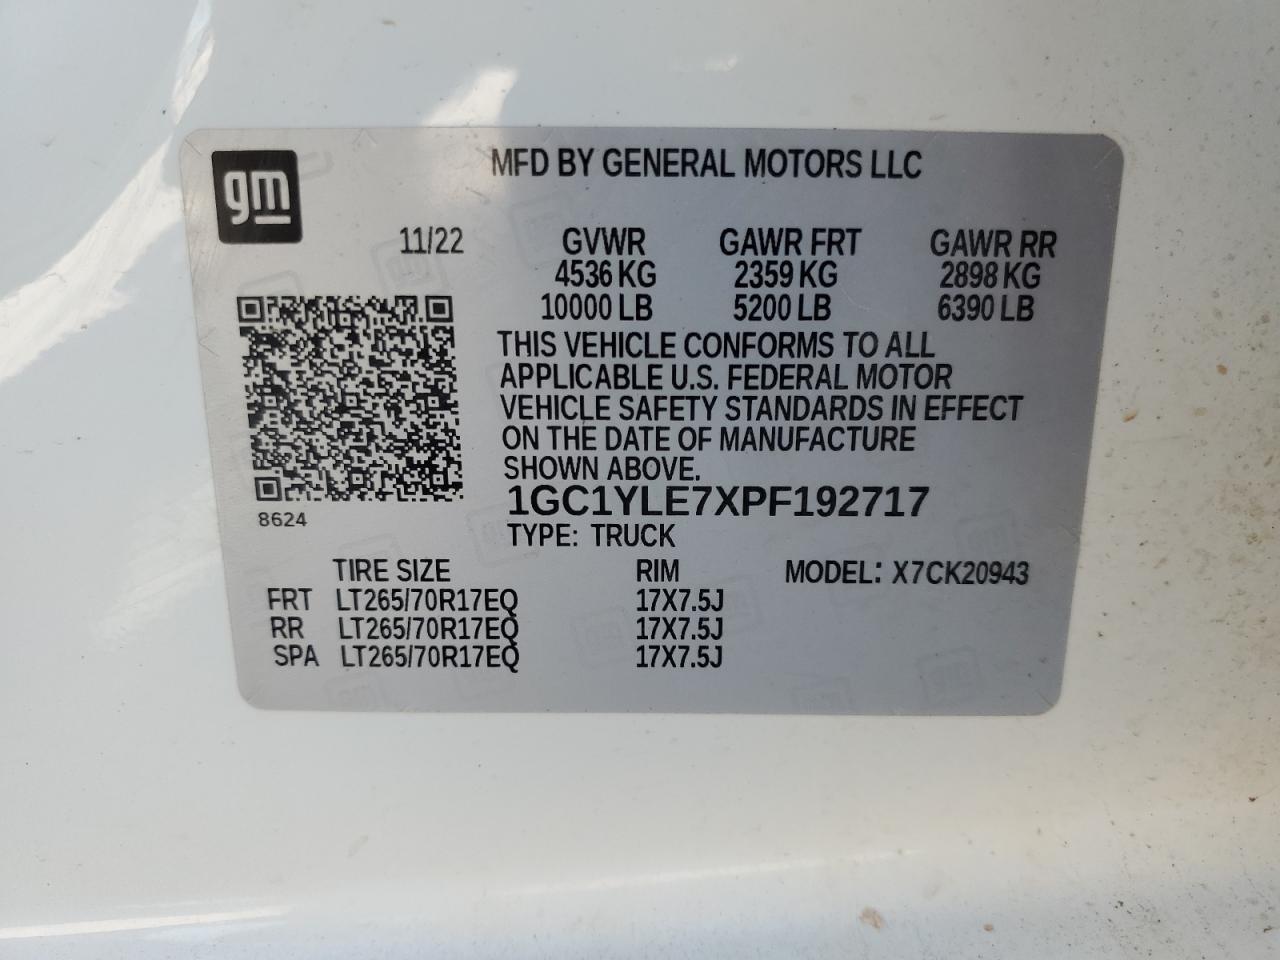 gm
MFD BY GENERAL MOTORS LLC
11/22 GVWR GAWR FRT GAWR RR
4536 KG 2359 KG 2898 KG
10000 LB 5200 LB 6390 LB
THIS VEHICLE CONFORMS TO ALL
APPLICABLE U.S. FEDERAL MOTOR
VEHICLE SAFETY STANDARDS IN EFFECT
ON THE DATE OF MANUFACTURE
SHOWN ABOVE.
1GC1YLE7XPF192717
8624
TYPE: TRUCK
TIRE SIZE RIM MODEL: X7CK20943
FRT LT265/70R17EQ 17X7.5J
RR LT265/70R17EQ 17X7.5J
SPA LT265/70R17EQ 17X7.5J